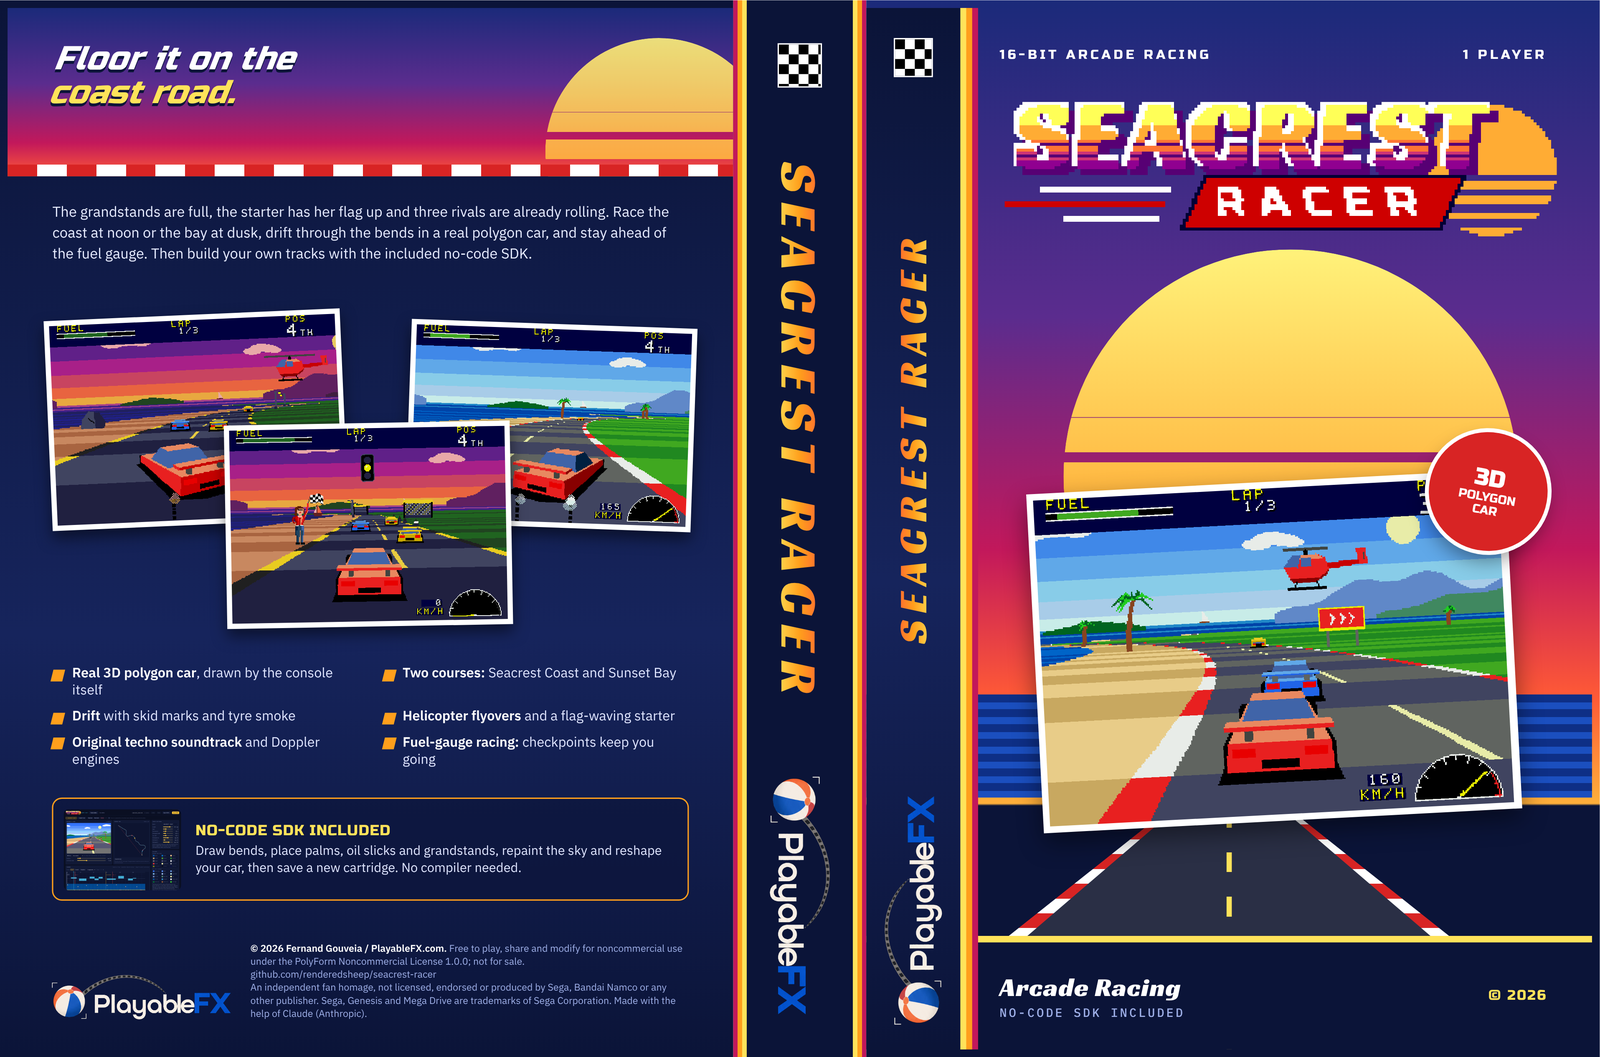 Floor it on the
coast road.
The grandstands are full, the starter has her flag up and three rivals are already rolling. Race the
coast at noon or the bay at dusk, drift through the bends in a real polygon car, and stay ahead of
the fuel gauge. Then build your own tracks with the included no-code SDK.
FUEL
LAP
1/3
POS
4TH
FUEL
LAP
1/3
POS
4TH
165
KM/H
FUEL
LAP
1/3
POS
4TH
0
KM/H
Real 3D polygon car, drawn by the console
itself
Drift with skid marks and tyre smoke
Original techno soundtrack and Doppler
engines
Two courses: Seacrest Coast and Sunset Bay
Helicopter flyovers and a flag-waving starter
Fuel-gauge racing: checkpoints keep you
going
NO-CODE SDK INCLUDED
Draw bends, place palms, oil slicks and grandstands, repaint the sky and reshape
your car, then save a new cartridge. No compiler needed.
PlayableFX
© 2026 Fernand Gouveia / PlayableFX.com. Free to play, share and modify for noncommercial use
under the PolyForm Noncommercial License 1.0.0; not for sale.
github.com/renderedsheep/seacrest-racer
An independent fan homage, not licensed, endorsed or produced by Sega, Bandai Namco or any
other publisher. Sega, Genesis and Mega Drive are trademarks of Sega Corporation. Made with the
help of Claude (Anthropic).
SEACREST RACER
PlayableFX
SEACREST RACER
PlayableFX
16-BIT ARCADE RACING
1 PLAYER
SEACREST
RACER
3D
POLYGON
CAR
FUEL
LAP
1/3
160
KM/H
Arcade Racing
NO-CODE SDK INCLUDED
© 2026